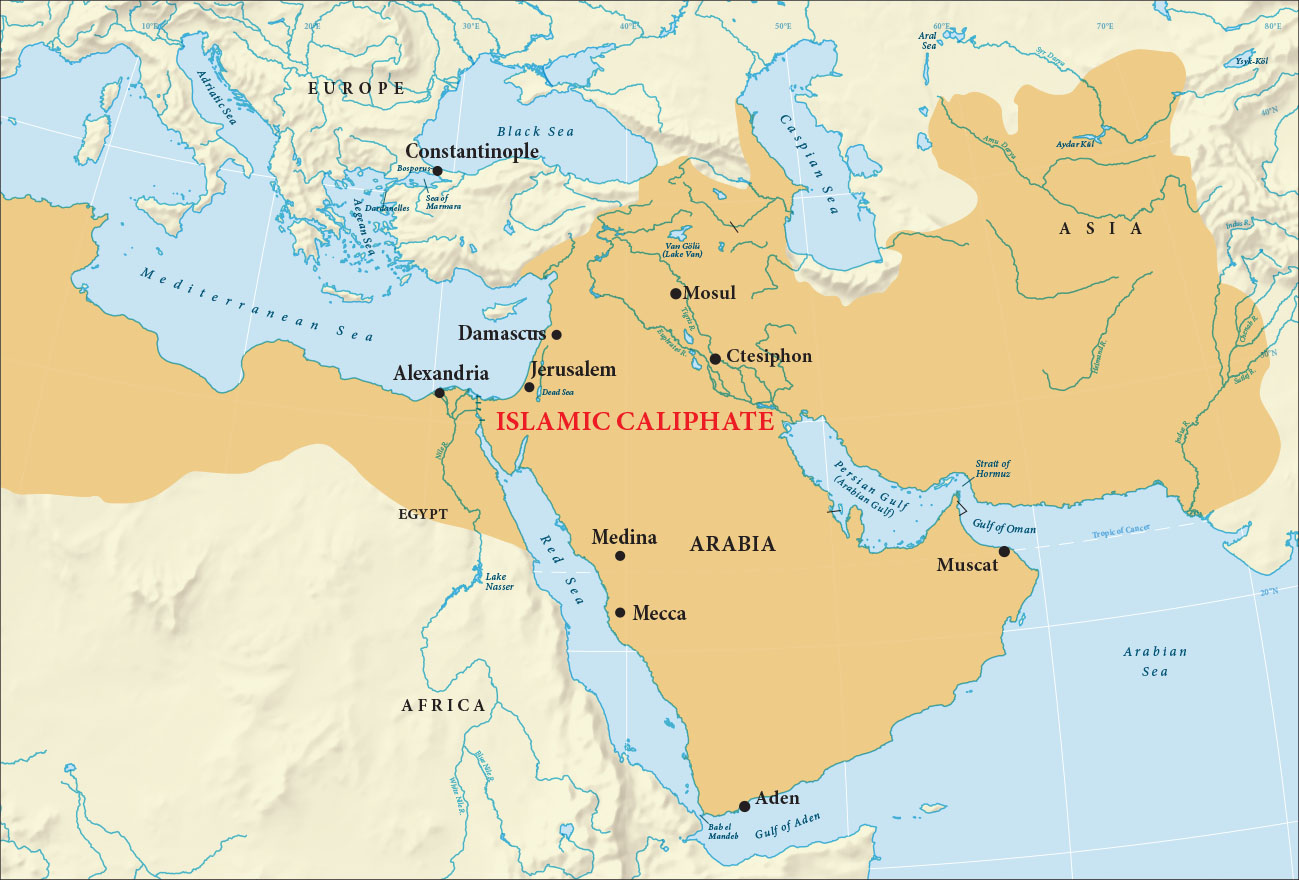 10°E
20°E
30°E
40°E
50°E
60°E
70°E
80°E
Aral
Sea
Syr Darya
Ysyk-Köl
Adriatic Sea
EUROPE
40°N
Black Sea
Caspian Sea
Constantinople
Bosporus
Amu Darya
Aydar Kül
Sea of
Marmara
Dardanelles
Aegean Sea
Indus R.
ASIA
Van Gölü
(Lake Van)
Mediterranean Sea
Mosul
Tigris R.
Chenab R.
Damascus
Euphrates R.
Ctesiphon
Helmand R.
30°N
Alexandria
Jerusalem
Dead Sea
Sutlej R.
ISLAMIC CALIPHATE
Indus R.
Nile R.
Persian Gulf
(Arabian Gulf)
Strait of
Hormuz
EGYPT
Gulf of Oman
Tropic of Cancer
Medina
ARABIA
Red Sea
Muscat
Lake
Nasser
20°N
Mecca
Arabian
Sea
AFRICA
Blue Nile R.
White Nile R.
Aden
Bab el
Mandeb
Gulf of Aden